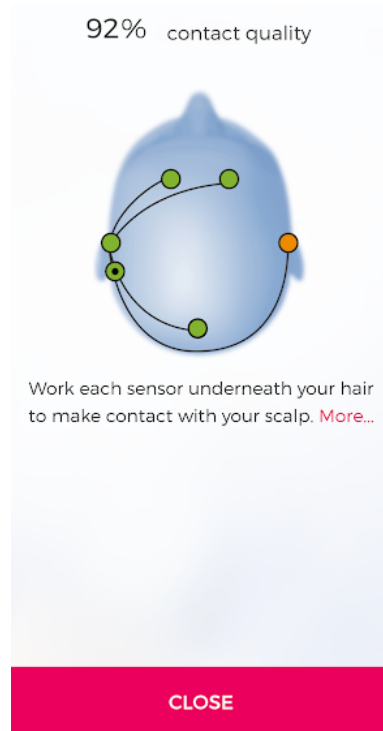 92% contact quality
Work each sensor underneath your hair
to make contact with your scalp. More...
CLOSE